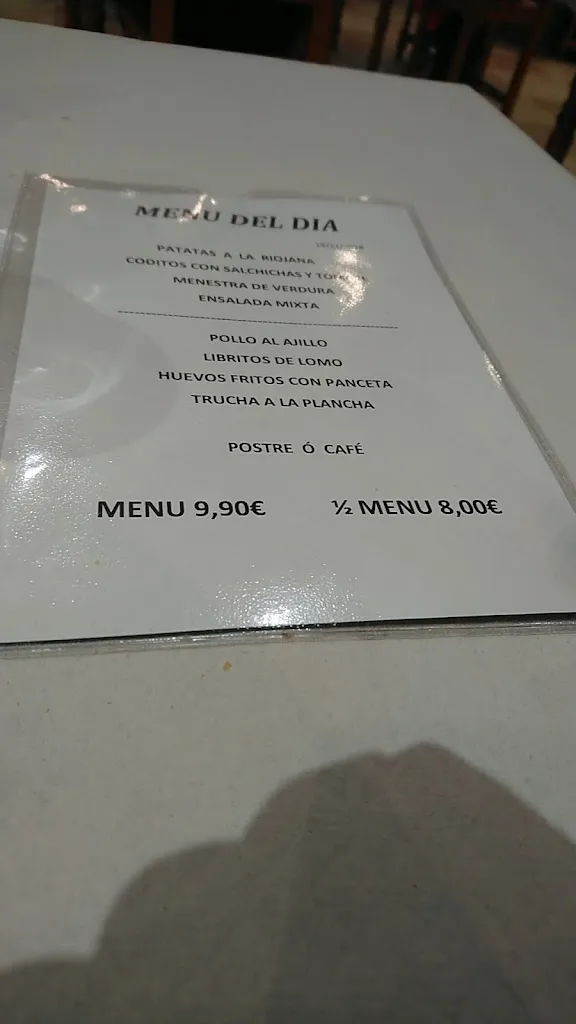 MENU DEL DIA
PATATAS A LA RIOJANA
CODITOS CON SALCHICHAS Y TOMATE
MENESTRA DE VERDURA
ENSALADA MIXTA
POLLO AL AJILLO
LIBRITOS DE LOMO
HUEVOS FRITOS CON PANCETA
TRUCHA A LA PLANCHA
POSTRE Ó CAFÉ
MENU 9,90€ ½ MENU 8,00€